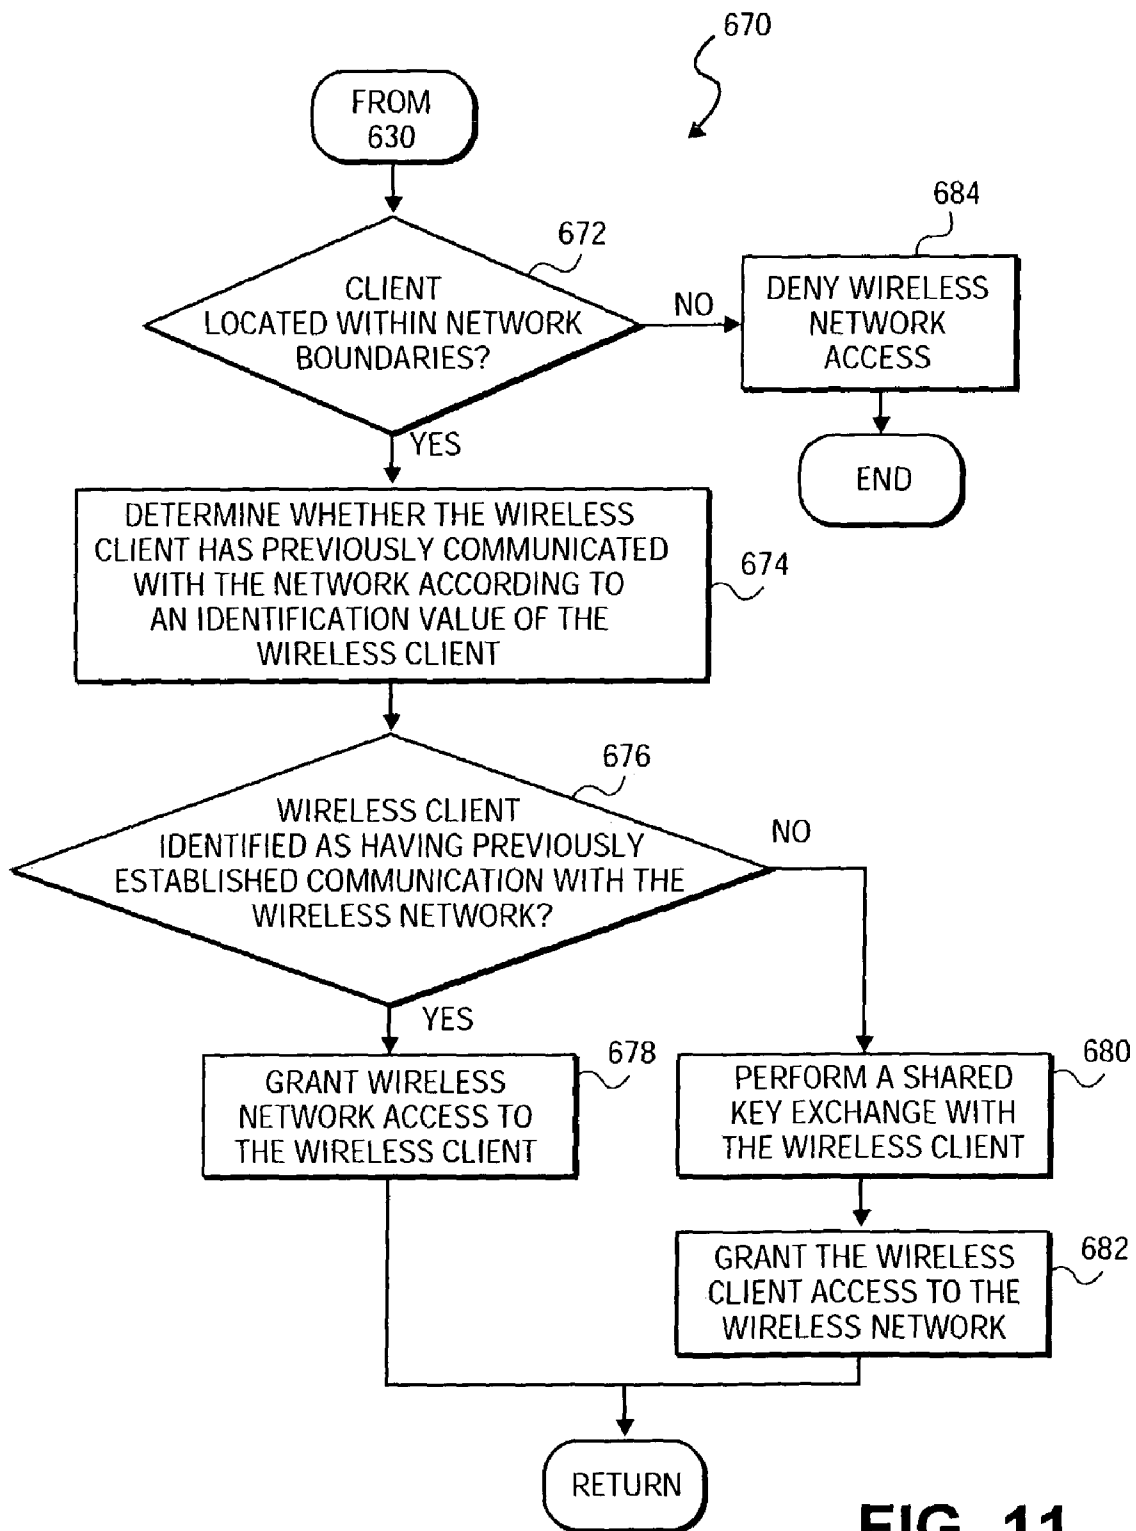 670
FROM
630
672
CLIENT
LOCATED WITHIN NETWORK
BOUNDARIES?
NO
684
DENY WIRELESS
NETWORK
ACCESS
END
YES
DETERMINE WHETHER THE WIRELESS
CLIENT HAS PREVIOUSLY COMMUNICATED
WITH THE NETWORK ACCORDING TO
AN IDENTIFICATION VALUE OF THE
WIRELESS CLIENT
674
676
WIRELESS CLIENT
IDENTIFIED AS HAVING PREVIOUSLY
ESTABLISHED COMMUNICATION WITH THE
WIRELESS NETWORK?
NO
YES
678
GRANT WIRELESS
NETWORK ACCESS TO
THE WIRELESS CLIENT
680
PERFORM A SHARED
KEY EXCHANGE WITH
THE WIRELESS CLIENT
682
GRANT THE WIRELESS
CLIENT ACCESS TO THE
WIRELESS NETWORK
RETURN
FIG. 11